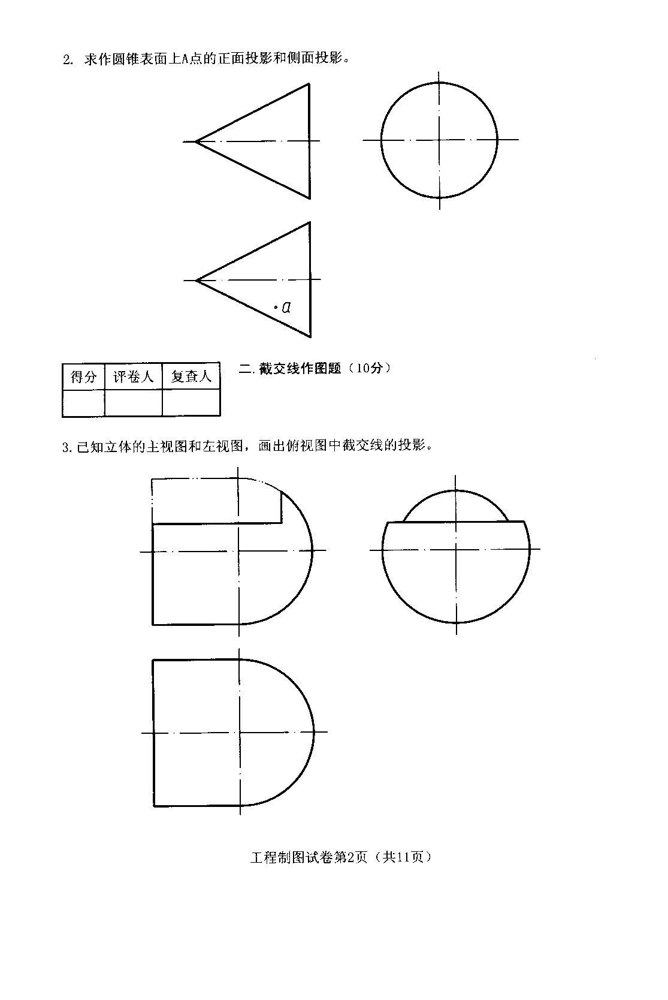 2. 求作圆锥表面上A点的正面投影和侧面投影。
a
得分 评卷人 复查人
二.截交线作图题（10分）
3.已知立体的主视图和左视图，画出俯视图中截交线的投影。
工程制图试卷第2页（共11页）